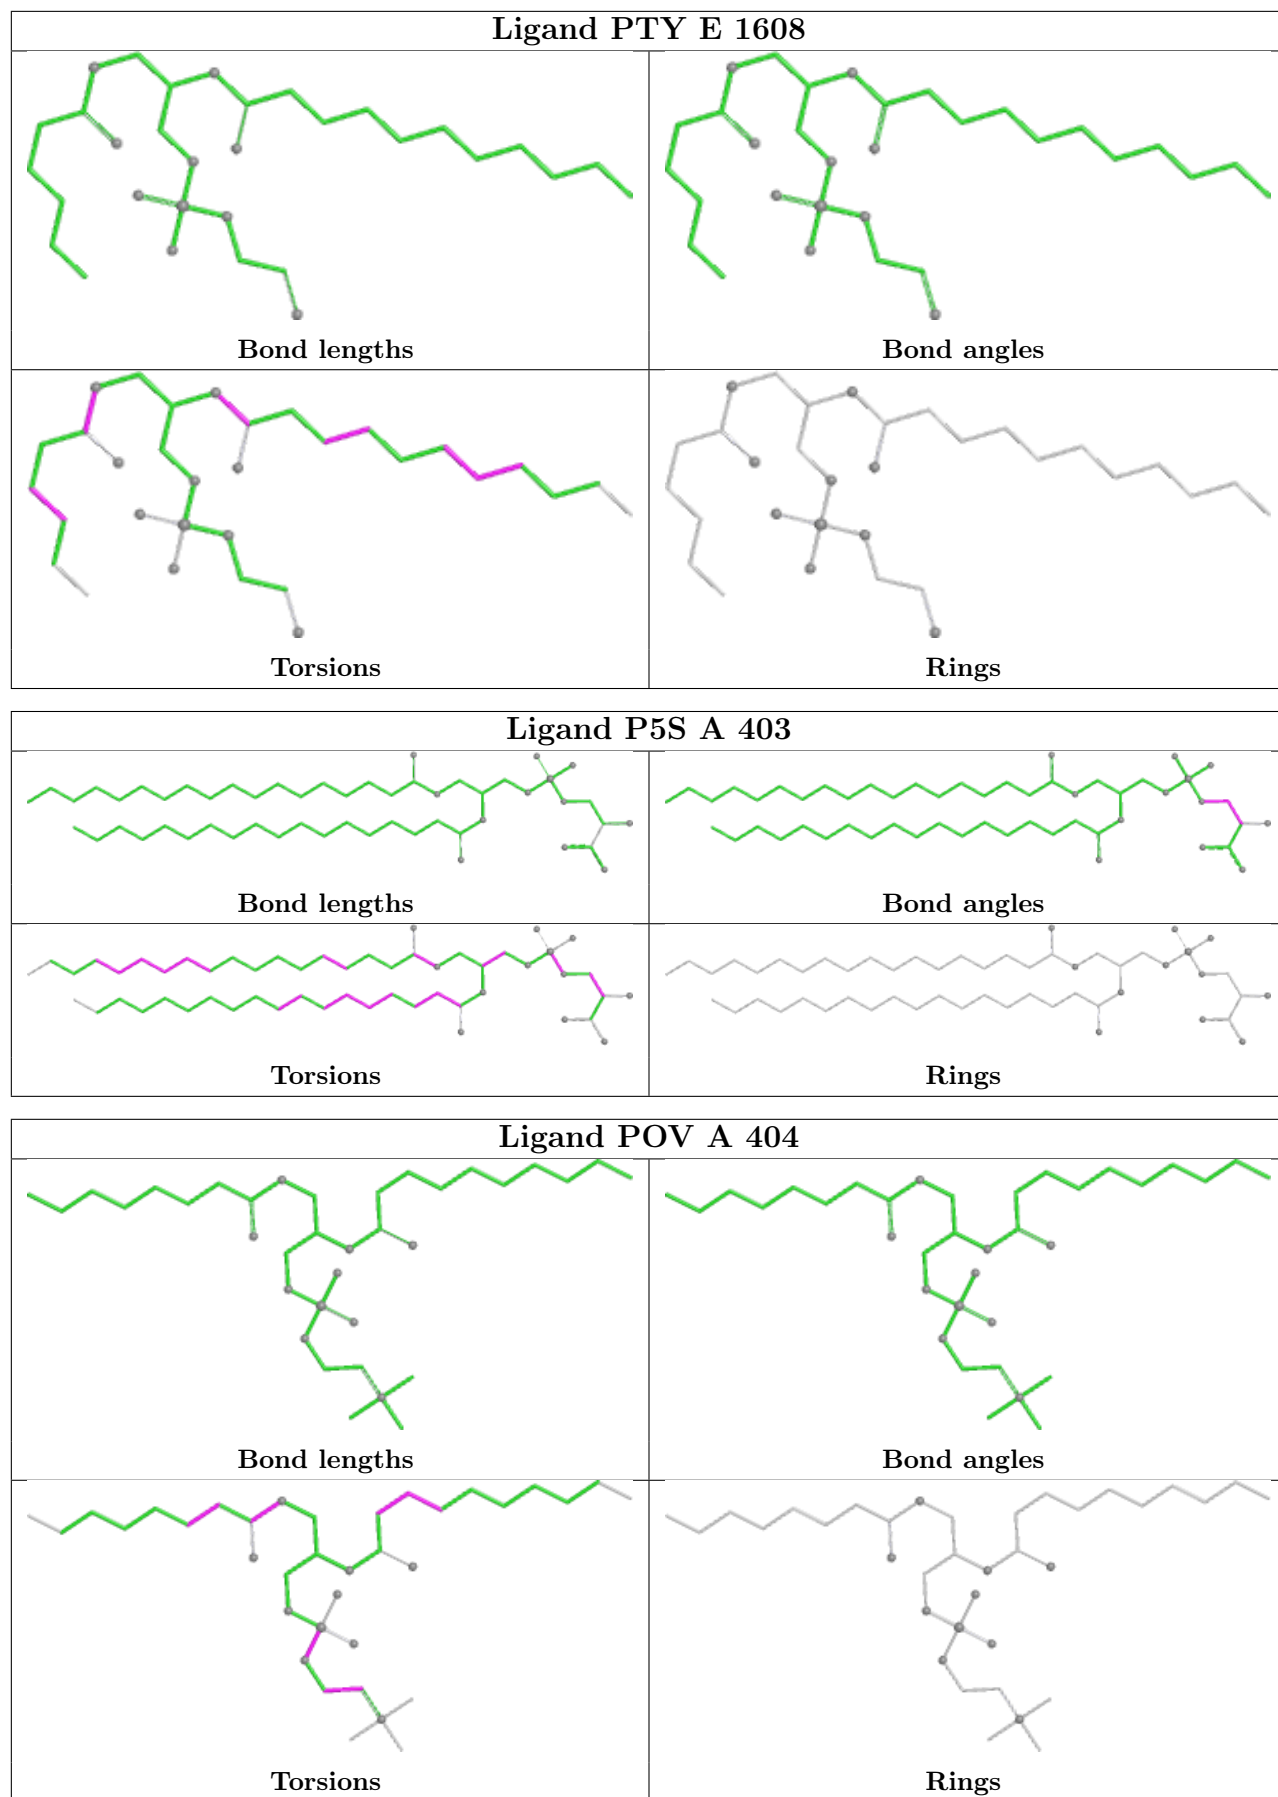 Ligand PTY E 1608
Bond lengths
Bond angles
Torsions
Rings
Ligand P5S A 403
Bond lengths
Bond angles
Torsions
Rings
Ligand POV A 404
Bond lengths
Bond angles
Torsions
Rings